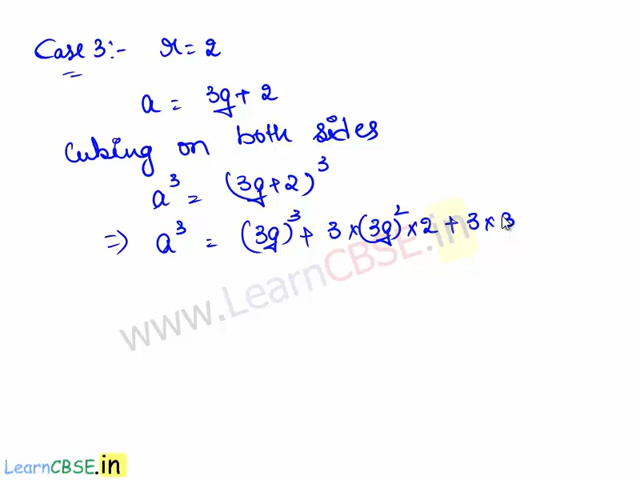 Case 3:- r = 2
a = 3q + 2
Cubing on both sides
a³ = (3q + 2)³
⇒ a³ = (3q)³ + 3 × (3q)² × 2 + 3 × 3
www.LearnCBSE.in
LearnCBSE.in